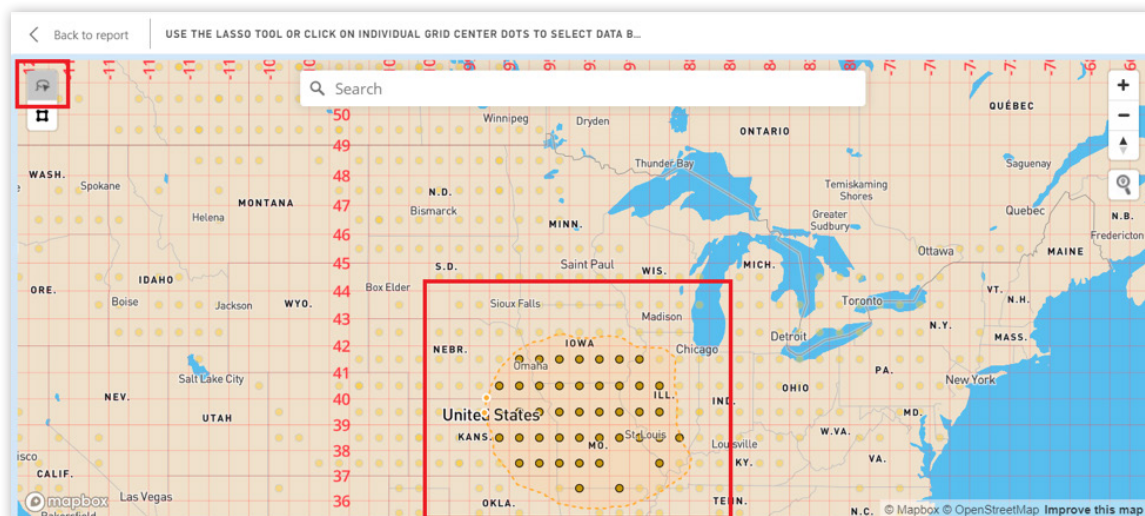 Back to report
USE THE LASSO TOOL OR CLICK ON INDIVIDUAL GRID CENTER DOTS TO SELECT DATA B...
Search
50
Winnipeg
Dryden
ONTARIO
QUÉBEC
49
WASH.
Thunder Bay
Saguenay
48
Spokane
MONTANA
N.D.
Temiskaming
Shores
47
Helena
Bismarck
MINN.
Greater
Sudbury
Quebec
N.B.
46
Fredericton
45
Ottawa
MAINE
S.D.
Saint Paul
WIS.
MICH.
IDAHO
44
ORE.
Boise
Jackson
WYO.
Box Elder
Sioux Falls
Toronto
VT.
N.H.
43
Madison
Detroit
N.Y.
MASS.
42
NEBR.
IOWA
Chicago
41
Omaha
PA.
Salt Lake City
NEV.
40
ILL.
IND.
OHIO
New York
UTAH
39
United States
MD.
KANS.
MO.
St Louis
Louisville
W.VA.
38
KY.
VA.
CALIF.
37
mapbox
Las Vegas
36
OKLA.
TENN.
N.C.
© Mapbox © OpenStreetMap Improve this map